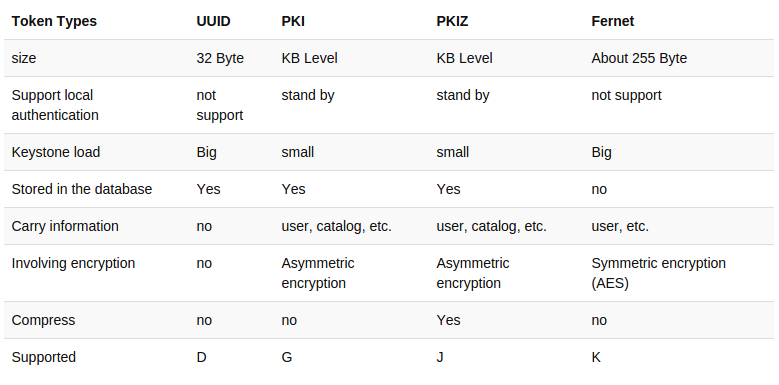 Token Types UUID PKI PKIZ Fernet
size 32 Byte KB Level KB Level About 255 Byte
Support local authentication not support stand by stand by not support
Keystone load Big small small Big
Stored in the database Yes Yes Yes no
Carry information no user, catalog, etc. user, catalog, etc. user, etc.
Involving encryption no Asymmetric encryption Asymmetric encryption Symmetric encryption (AES)
Compress no no Yes no
Supported D G J K